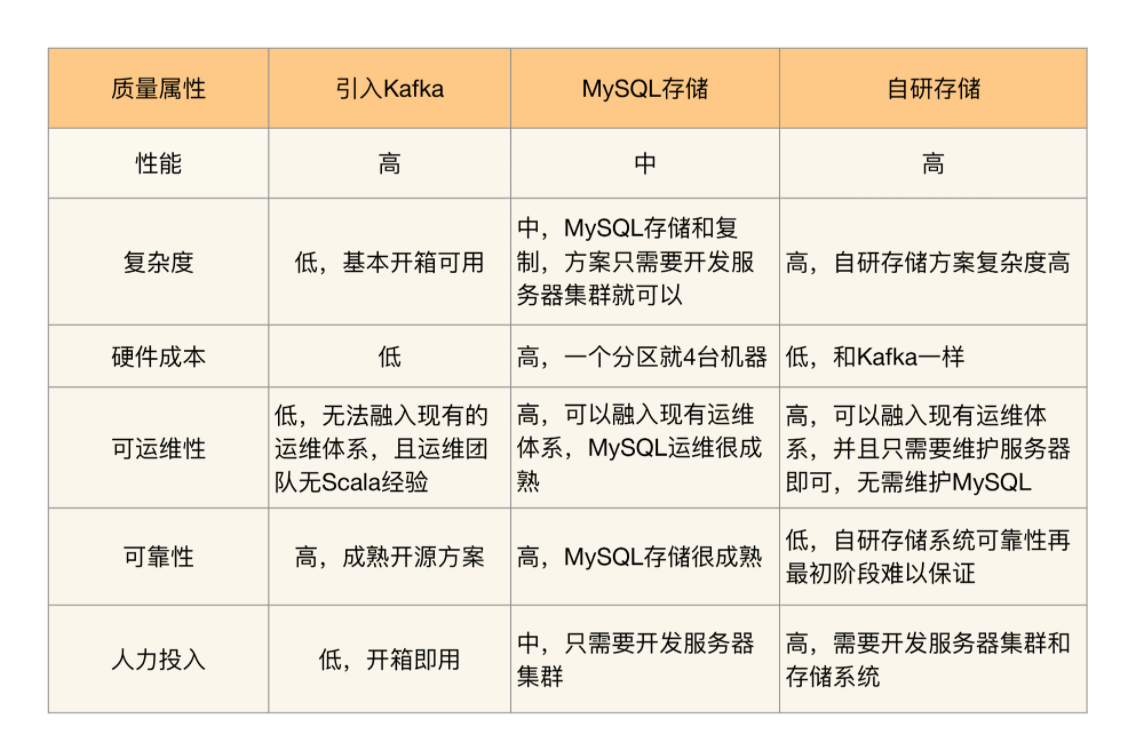 质量属性 引入Kafka MySQL存储 自研存储
性能 高 中 高
复杂度
低，基本开箱可用
中，MySQL存储和复
制，方案只需要开发服
务器集群就可以
高，自研存储方案复杂度高
硬件成本 低 高，一个分区就4台机器 低，和Kafka一样
可运维性
低，无法融入现有的
运维体系，且运维团
队无Scala经验
高，可以融入现有运维
体系，MySQL运维很成
熟
高，可以融入现有运维体
系，并且只需要维护服务器
即可，无需维护MySQL
可靠性
高，成熟开源方案
高，MySQL存储很成熟
低，自研存储系统可靠性再
最初阶段难以保证
人力投入
低，开箱即用
中，只需要开发服务器
集群
高，需要开发服务器集群和
存储系统